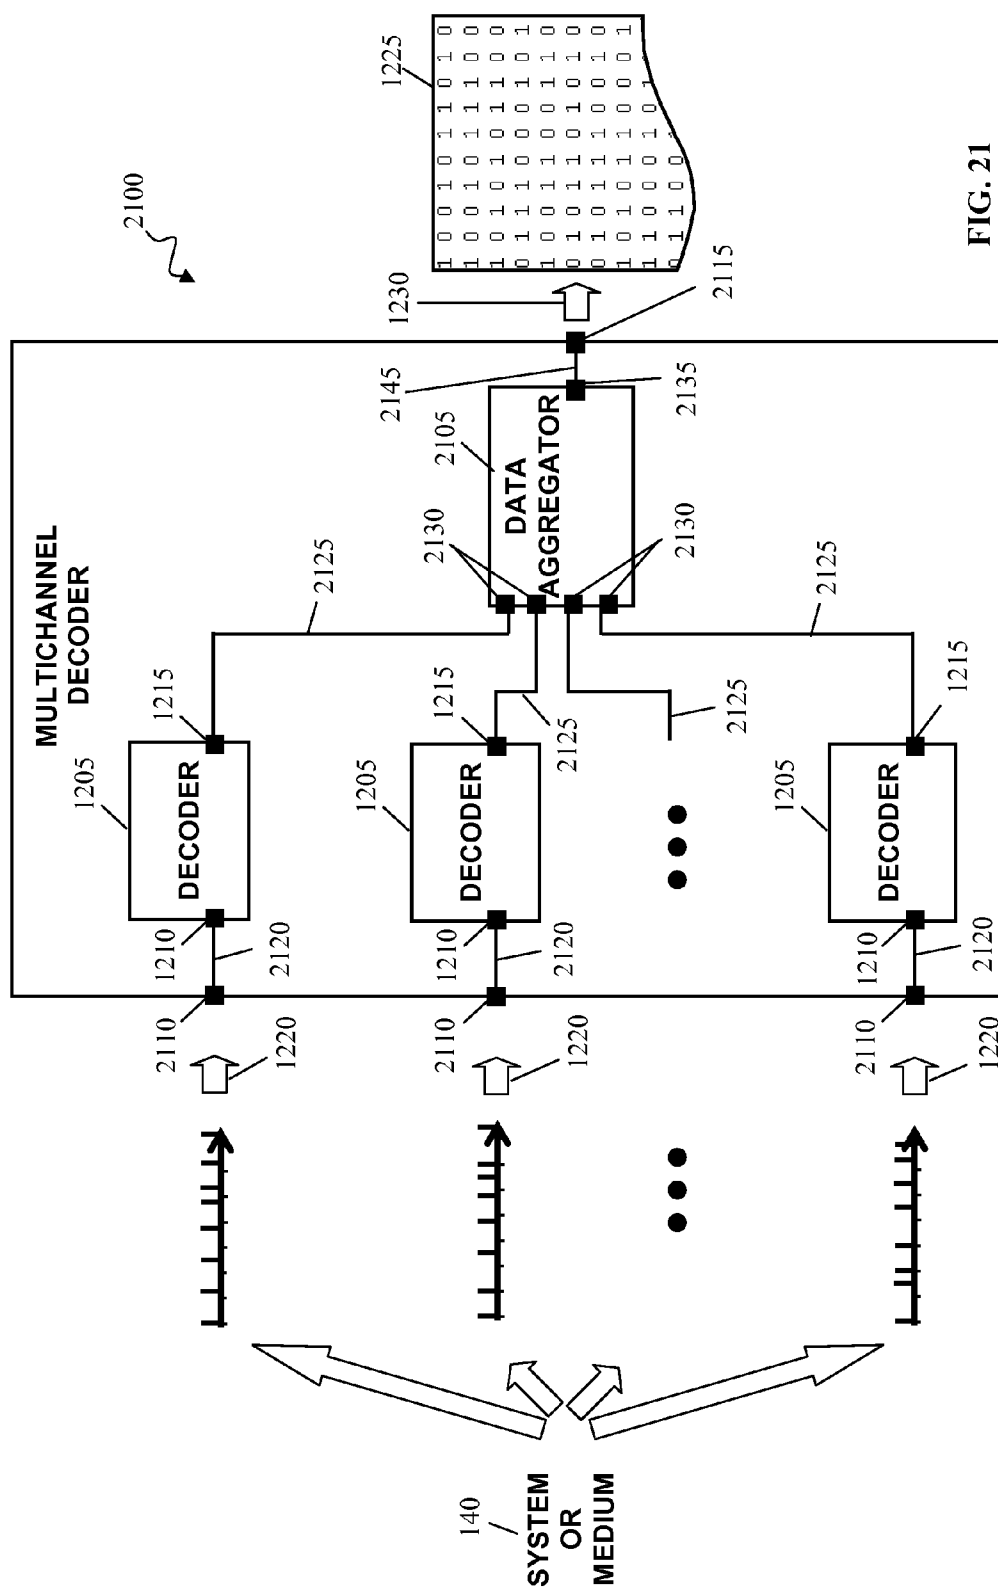 2100
MULTICHANNEL
DECODER
1205
1215
DECODER
1210
2120
2110
1220
2125
1225
1205
1215
DECODER
1210
2120
2110
1220
2125
2130
2105
DATA
AGGREGATOR
2130
2145
2135
1230
2115
140
SYSTEM
OR
MEDIUM
2125
2125
1205
1215
DECODER
1210
2120
2110
1220
FIG. 21